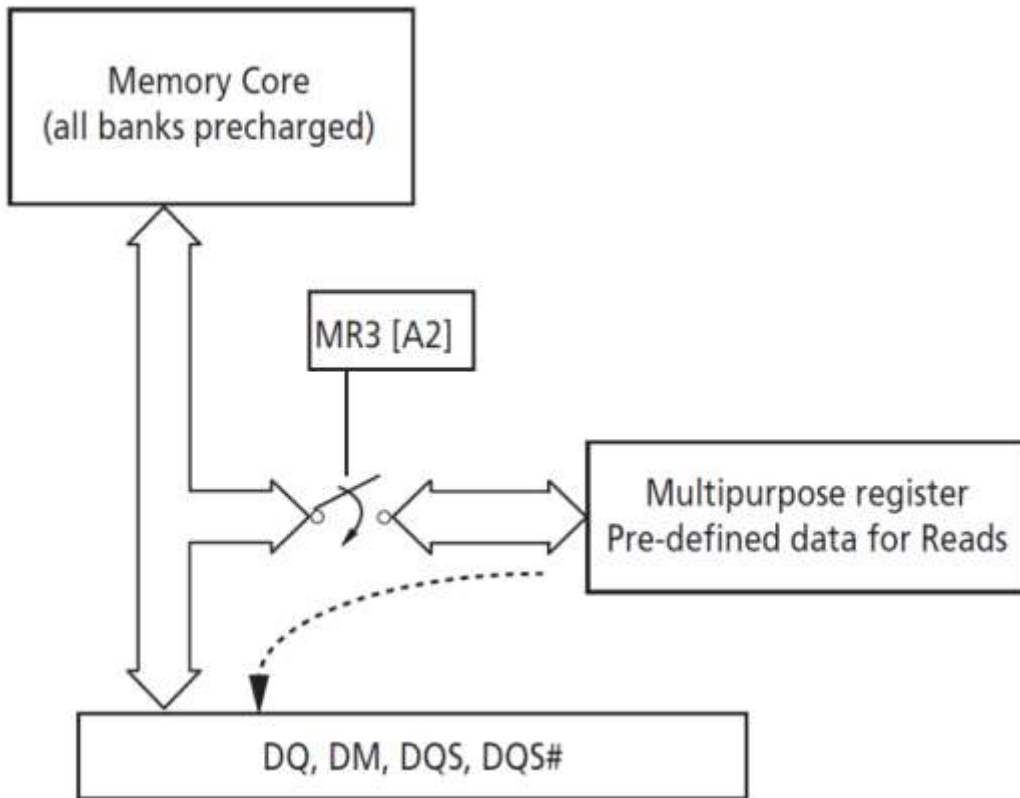 Memory Core
(all banks precharged)
MR3 [A2]
Multipurpose register
Pre-defined data for Reads
DQ, DM, DQS, DQS#